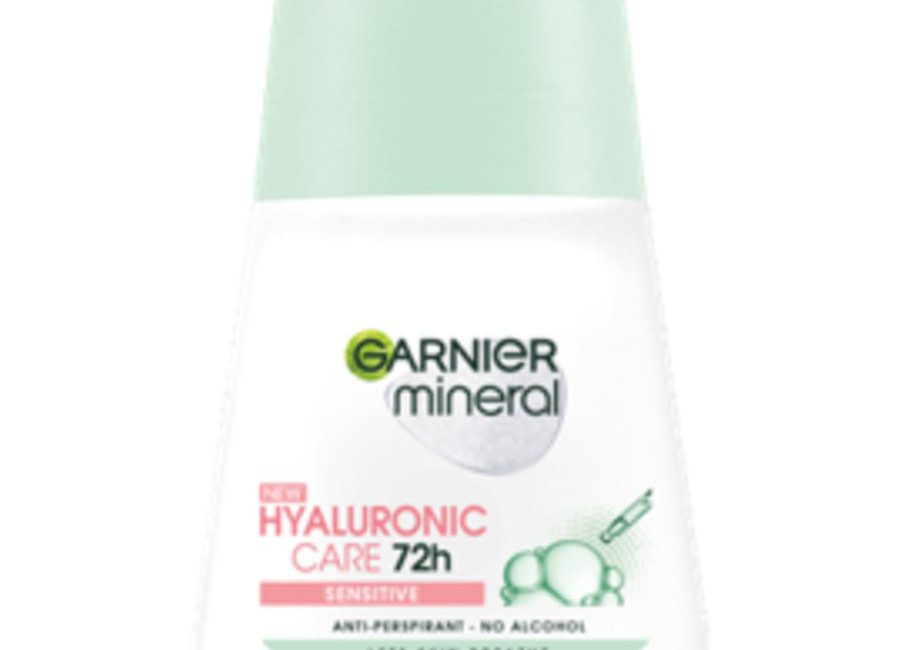 GARNIER
mineral
NEW
HYALURONIC
CARE 72h
SENSITIVE
ANTI-PERSPIRANT - NO ALCOHOL